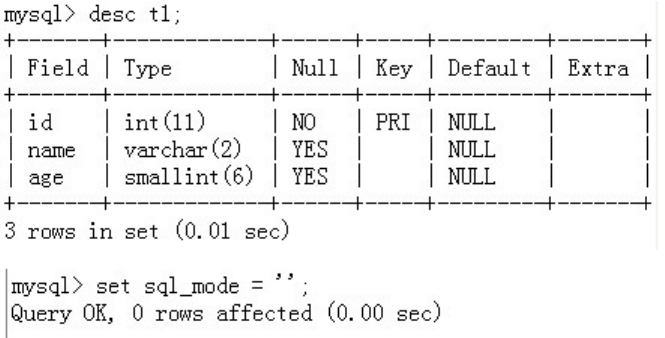 mysql> desc t1;
+-------+-------------+------+-----+---------+-------+
| Field | Type        | Null | Key | Default | Extra |
+-------+-------------+------+-----+---------+-------+
| id    | int(11)     | NO   | PRI | NULL    |       |
| name  | varchar(2)  | YES  |     | NULL    |       |
| age   | smallint(6) | YES  |     | NULL    |       |
+-------+-------------+------+-----+---------+-------+
3 rows in set (0.01 sec)
mysql> set sql_mode = '';
Query OK, 0 rows affected (0.00 sec)